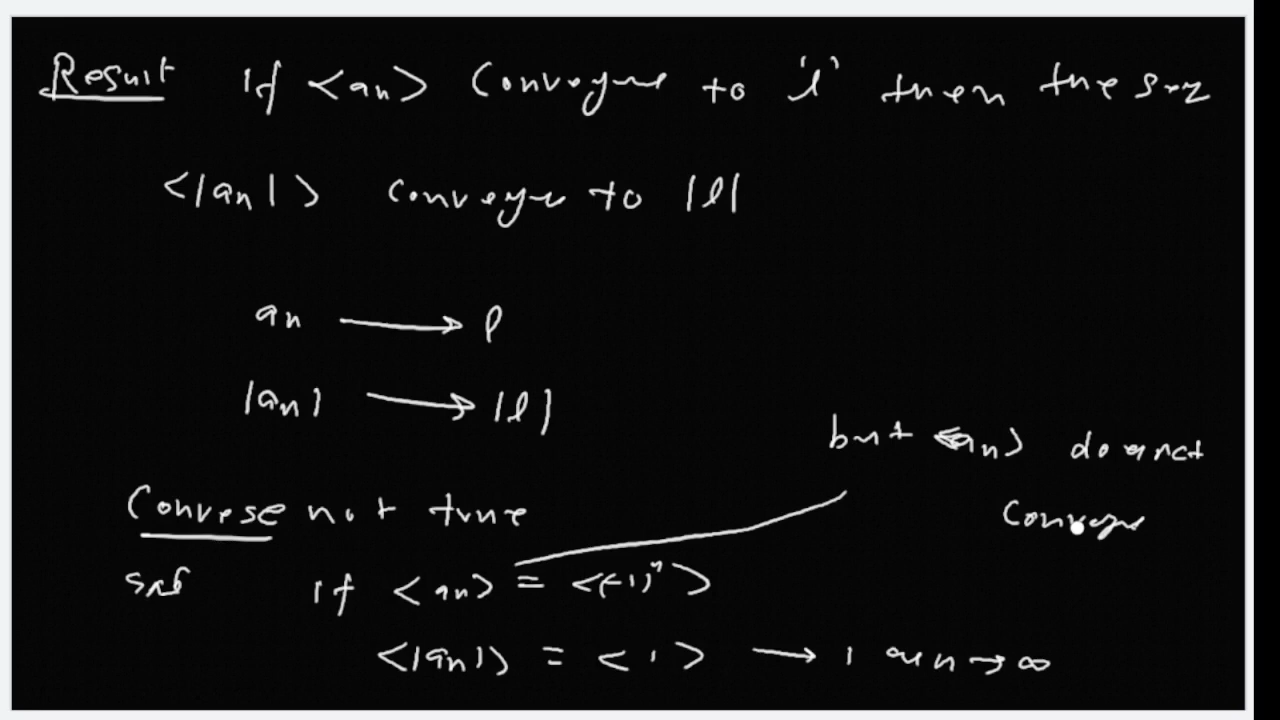 Result If <an> Converges to 'l' then the seq
<|an|> converge to |l|
an ⟶ l
|an| ⟶ |l|
but <an> does not
Converge
Converse not true
if <an> = <(-1)ⁿ>
<|an|> = <1> ⟶ 1 as n → ∞